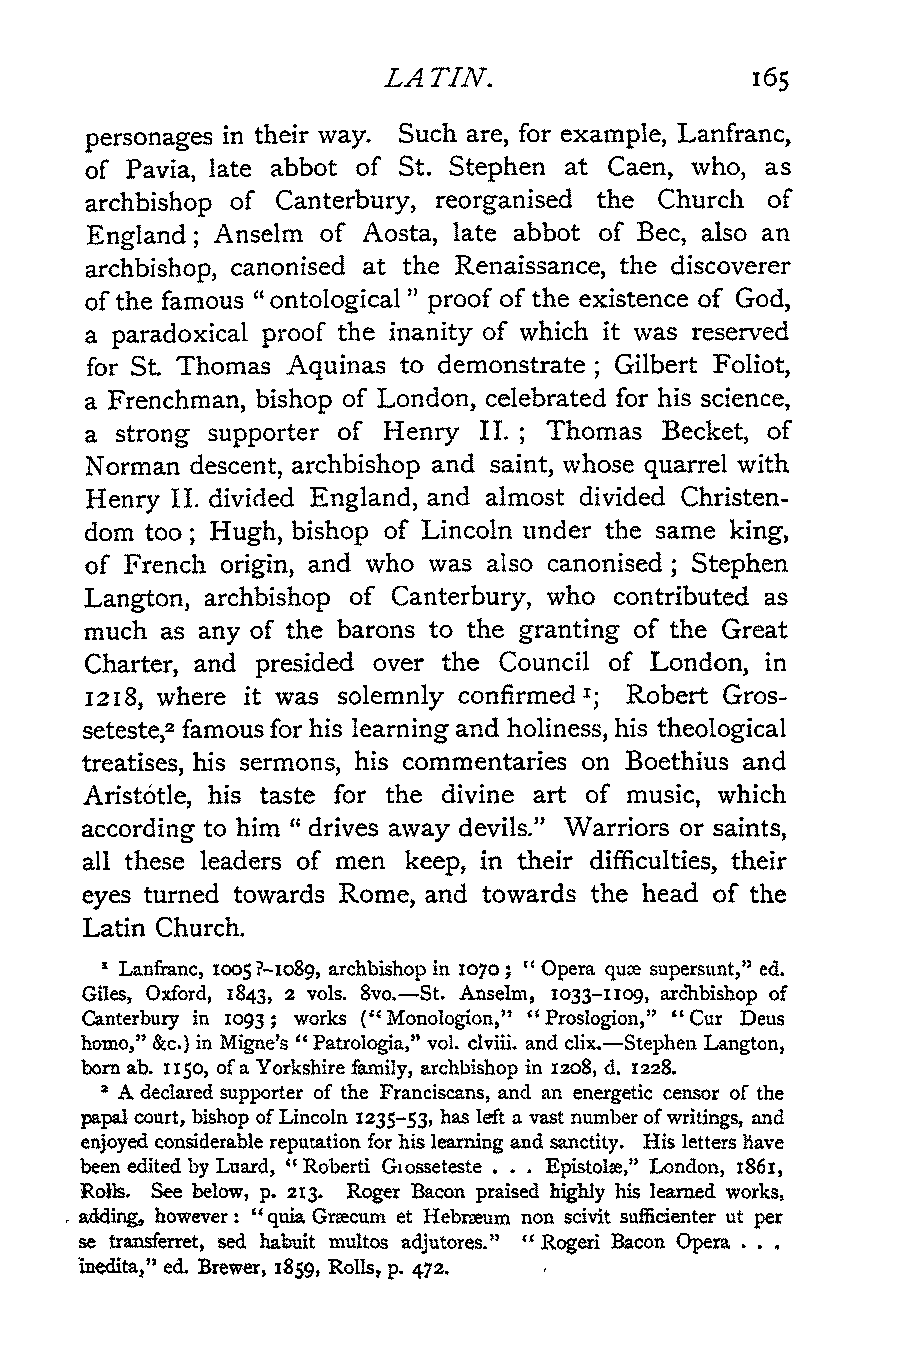 LATIN. 165
personages in their way. Such are, for example, Lanfranc,
of Pavia, late abbot of St. Stephen at Caen, who, as
archbishop of Canterbury, reorganised the Church of
England ; Anselm of Aosta, late abbot of Bec, also an
archbishop, canonised at the Renaissance, the discoverer
of the famous “ ontological ” proof of the existence of God,
a paradoxical proof the inanity of which it was reserved
for St. Thomas Aquinas to demonstrate ; Gilbert Foliot,
a Frenchman, bishop of London, celebrated for his science,
a strong supporter of Henry II. ; Thomas Becket, of
Norman descent, archbishop and saint, whose quarrel with
Henry II. divided England, and almost divided Christen-
dom too ; Hugh, bishop of Lincoln under the same king,
of French origin, and who was also canonised ; Stephen
Langton, archbishop of Canterbury, who contributed as
much as any of the barons to the granting of the Great
Charter, and presided over the Council of London, in
1218, where it was solemnly confirmed ¹; Robert Gros-
seteste,² famous for his learning and holiness, his theological
treatises, his sermons, his commentaries on Boethius and
Aristótle, his taste for the divine art of music, which
according to him “ drives away devils.” Warriors or saints,
all these leaders of men keep, in their difficulties, their
eyes turned towards Rome, and towards the head of the
Latin Church.
¹ Lanfranc, 1005?–1089, archbishop in 1070 ; “ Opera quæ supersunt,” ed.
Giles, Oxford, 1843, 2 vols. 8vo.—St. Anselm, 1033–1109, archbishop of
Canterbury in 1093 ; works (“ Monologion,” “ Proslogion,” “ Cur Deus
homo,” &c.) in Migne's “ Patrologia,” vol. clviii. and clix.—Stephen Langton,
born ab. 1150, of a Yorkshire family, archbishop in 1208, d. 1228.
² A declared supporter of the Franciscans, and an energetic censor of the
papal court, bishop of Lincoln 1235–53, has left a vast number of writings, and
enjoyed considerable reputation for his learning and sanctity. His letters have
been edited by Luard, “ Roberti Grosseteste . . . Epistolæ,” London, 1861,
Rolls. See below, p. 213. Roger Bacon praised highly his learned works,
adding, however : “ quia Græcum et Hebræum non scivit sufficienter ut per
se transferret, sed habuit multos adjutores.” “ Rogeri Bacon Opera . . .
inedita,” ed. Brewer, 1859, Rolls, p. 472.